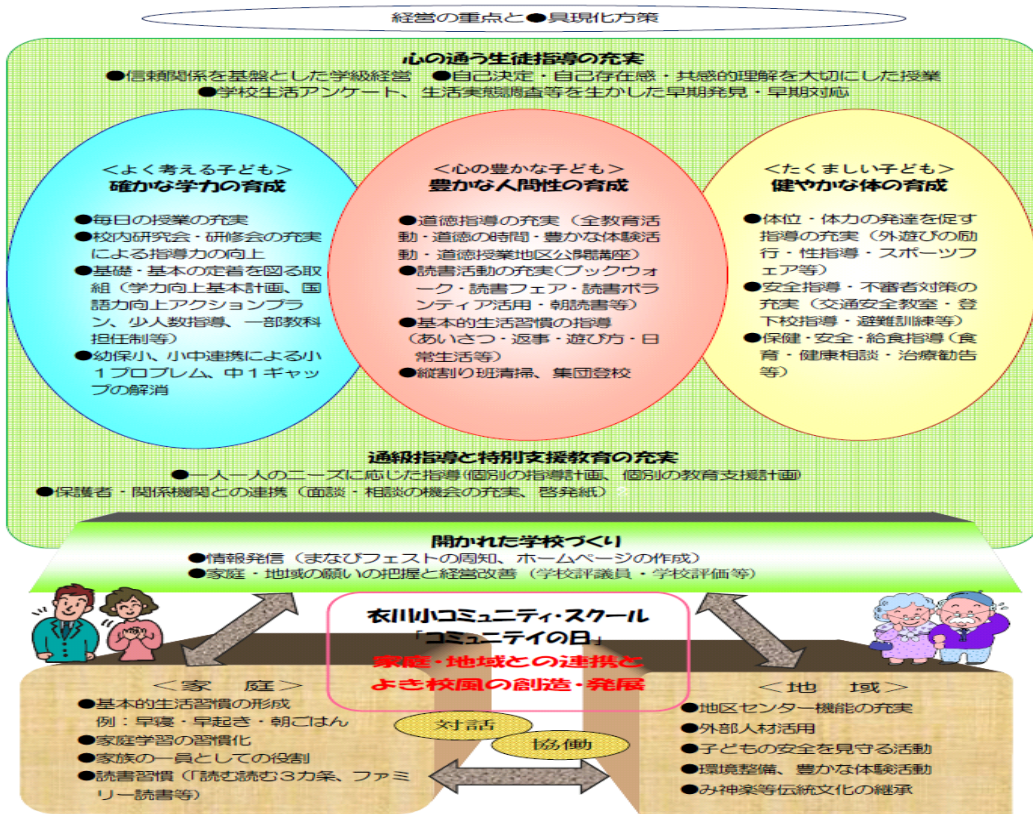 経営の重点と●具現化方策
心の通う生徒指導の充実
●信頼関係を基盤とした学級経営　●自己決定・自己存在感・共感的理解を大切にした授業
●学校生活アンケート、生活実態調査等を生かした早期発見・早期対応
＜よく考える子ども＞
確かな学力の育成
●毎日の授業の充実
●校内研究会・研修会の充実
による指導力の向上
●基礎・基本の定着を図る取
組（学力向上基本計画、国
語力向上アクションプラ
ン、少人数指導、一部教科
担任制等）
●幼保小、小中連携による小
１プロブレム、中１ギャッ
プの解消
＜心の豊かな子ども＞
豊かな人間性の育成
●道徳指導の充実（全教育活
動・道徳の時間・豊かな体験活
動・道徳授業地区公開講座）
●読書活動の充実（ブックウォ
ーク・読書フェア・読書ボラ
ンティア活用・朝読書等）
●基本的生活習慣の指導
（あいさつ・返事・遊び方・日
常生活等）
●縦割り班清掃、集団登校
＜たくましい子ども＞
健やかな体の育成
●体位・体力の発達を促す
指導の充実（外遊びの励
行・性指導・スポーツフ
ェア等）
●安全指導・不審者対策の
充実（交通安全教室・登
下校指導・避難訓練等）
●保健・安全・給食指導（食
育・健康相談・治療勧告
等）
通級指導と特別支援教育の充実
●一人一人のニーズに応じた指導（個別の指導計画、個別の教育支援計画）
●保護者・関係機関との連携（面談・相談の機会の充実、啓発紙）
開かれた学校づくり
●情報発信（まなびフェストの周知、ホームページの作成）
●家庭・地域の願いの把握と経営改善（学校評議員・学校評価等）
衣川小コミュニティ・スクール
「コミュニテイの日」
家庭・地域との連携と
よき校風の創造・発展
＜家　庭＞
●基本的生活習慣の形成
例：早寝・早起き・朝ごはん
●家庭学習の習慣化
●家族の一員としての役割
●読書習慣（「読む読む３カ条、ファミ
リー読書等）
対話
協働
＜地　域＞
●地区センター機能の充実
●外部人材活用
●子どもの安全を見守る活動
●環境整備、豊かな体験活動
●み神楽等伝統文化の継承